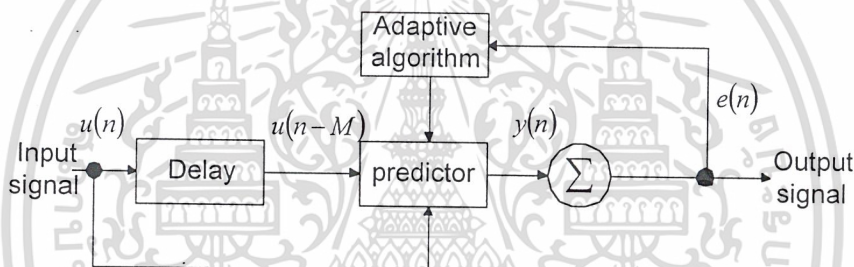 Adaptive
algorithm
e(n)
u(n)
u(n−M)
y(n)
Input
signal
Delay
predictor
Σ
Output
signal